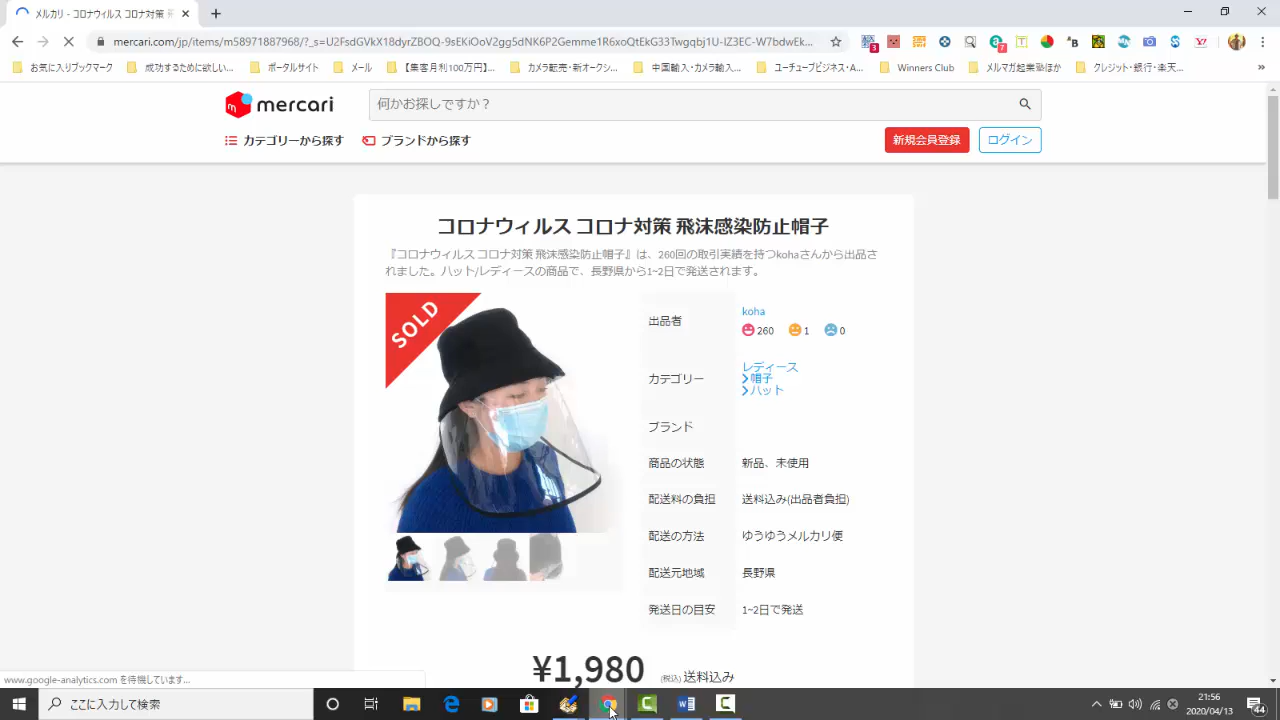 メルカリ - コロナウィルス コロナ対策 飛
mercari.com/jp/items/m58971887968/?_s=U2FsdGVkX18dvrZBOQ-9cEKiOoV2gg5dNK6P2Gemme1R6xoQtEkG33Twgqbj1U-IZ3EC-W7bdwEk...
お気に入りブックマーク
成功するために欲しい...
ポータルサイト
メール
【集客月利100万円】...
カメラ転売・新オークシ...
中国輸入・カメラ輸入...
ユーチューブビジネス・A...
Winners Club
メルマガ起業塾ほか
クレジット・銀行・楽天...
mercari
何かお探しですか？
カテゴリーから探す
ブランドから探す
新規会員登録
ログイン
コロナウィルス コロナ対策 飛沫感染防止帽子
『コロナウィルス コロナ対策 飛沫感染防止帽子』は、260回の取引実績を持つkohaさんから出品さ
れました。ハット/レディースの商品で、長野県から1~2日で発送されます。
SOLD
出品者
koha
260 1 0
カテゴリー
レディース
帽子
ハット
ブランド
商品の状態 新品、未使用
配送料の負担 送料込み(出品者負担)
配送の方法 ゆうゆうメルカリ便
配送元地域 長野県
発送日の目安 1~2日で発送
¥1,980 (税込) 送料込み
www.google-analytics.com を待機しています...
ここに入力して検索
21:56
2020/04/13
44